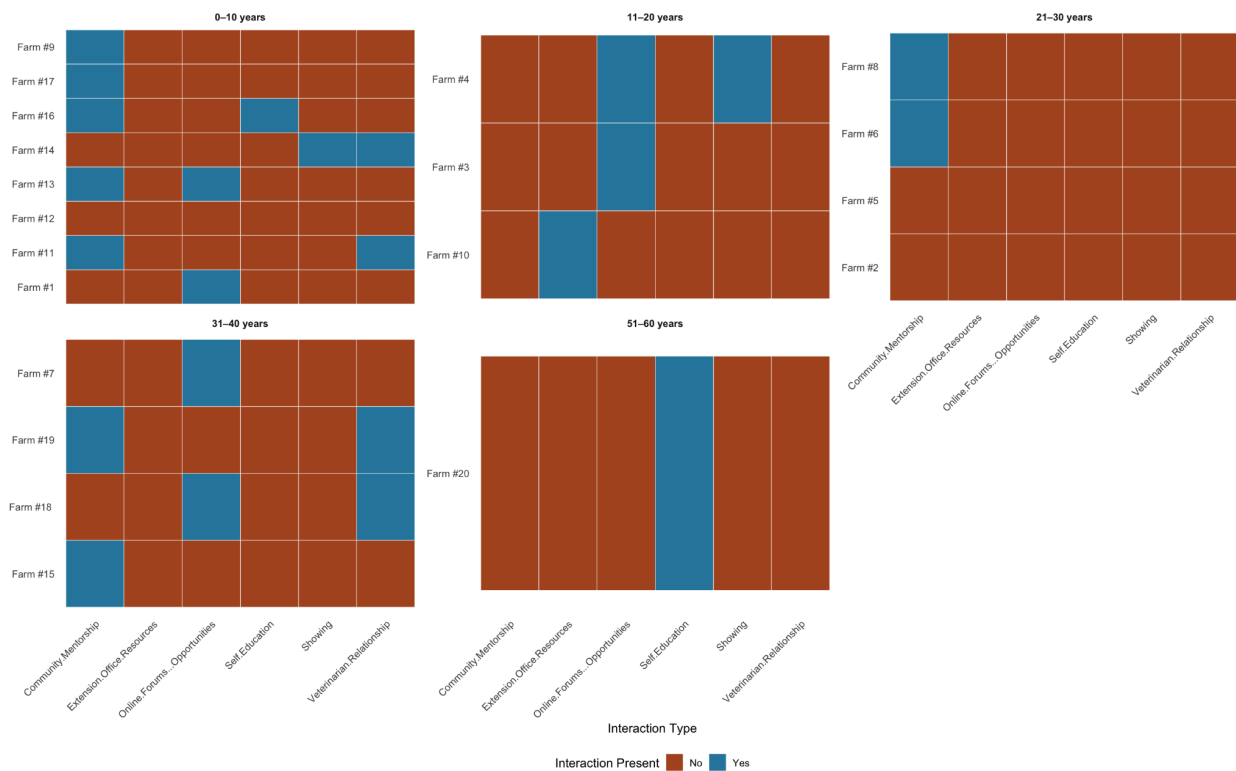 0–10 years
Farm #9
Farm #17
Farm #16
Farm #14
Farm #13
Farm #12
Farm #11
Farm #1
11–20 years
Farm #4
Farm #3
Farm #10
21–30 years
Farm #8
Farm #6
Farm #5
Farm #2
Community.Mentorship
Extension.Office.Resources
Online.Forums...Opportunities
Self.Education
Showing
Veterinarian.Relationship
31–40 years
Farm #7
Farm #19
Farm #18
Farm #15
Community.Mentorship
Extension.Office.Resources
Online.Forums...Opportunities
Self.Education
Showing
Veterinarian.Relationship
51–60 years
Farm #20
Community.Mentorship
Extension.Office.Resources
Online.Forums...Opportunities
Self.Education
Showing
Veterinarian.Relationship
Interaction Type
Interaction Present No Yes